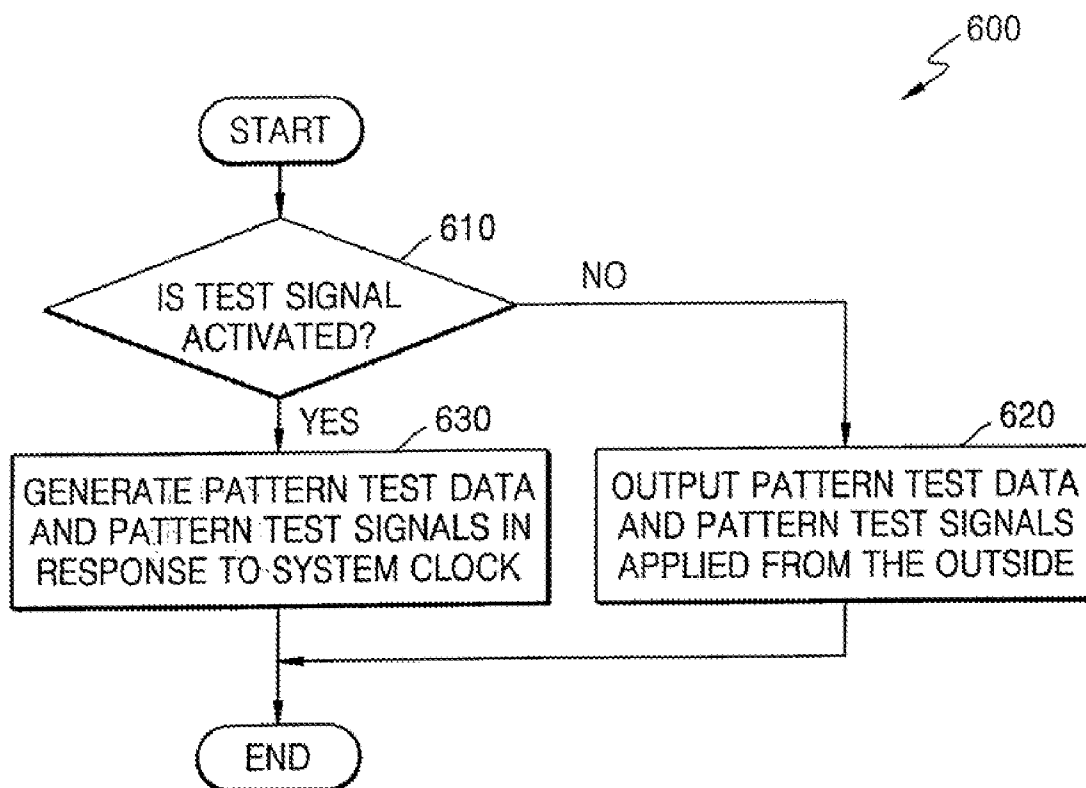 600
START
610
IS TEST SIGNAL
ACTIVATED?
NO
YES
630
GENERATE PATTERN TEST DATA
AND PATTERN TEST SIGNALS IN
RESPONSE TO SYSTEM CLOCK
620
OUTPUT PATTERN TEST DATA
AND PATTERN TEST SIGNALS
APPLIED FROM THE OUTSIDE
END